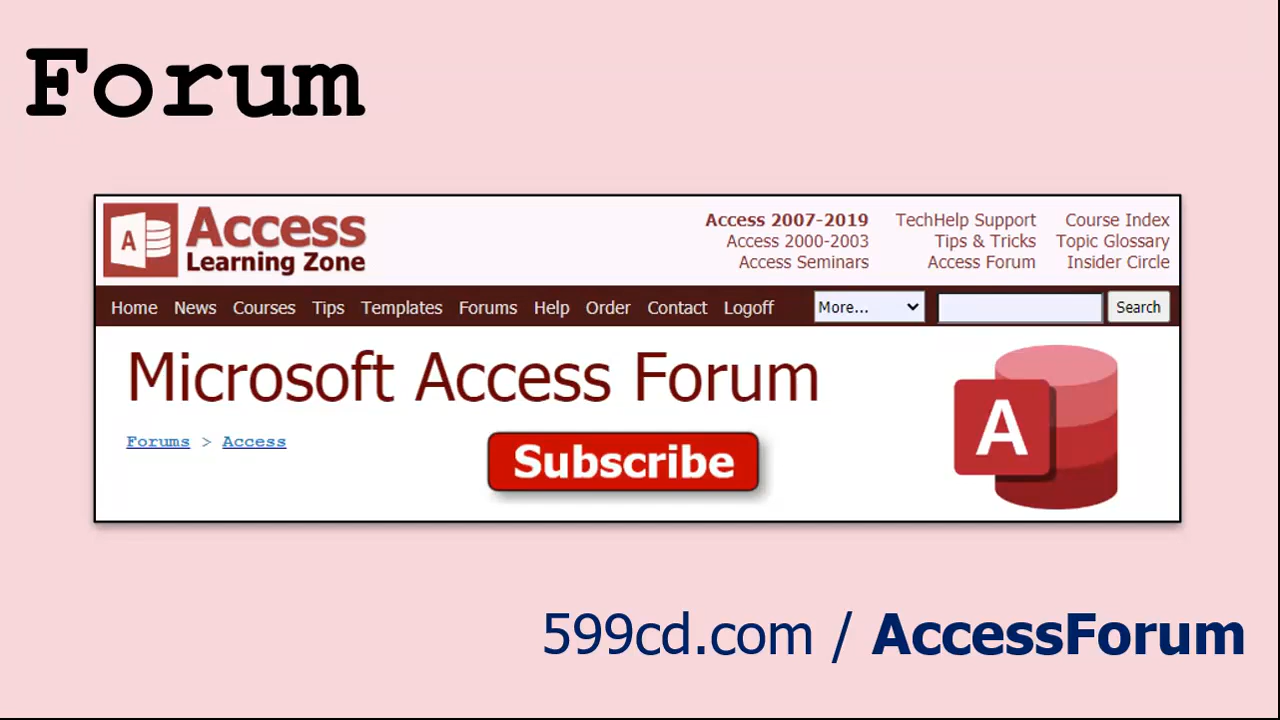 Forum
A Access
Learning Zone
Access 2007-2019 TechHelp Support Course Index
Access 2000-2003 Tips & Tricks Topic Glossary
Access Seminars Access Forum Insider Circle
Home News Courses Tips Templates Forums Help Order Contact Logoff More... Search
Microsoft Access Forum
A
Forums > Access
Subscribe
599cd.com / AccessForum